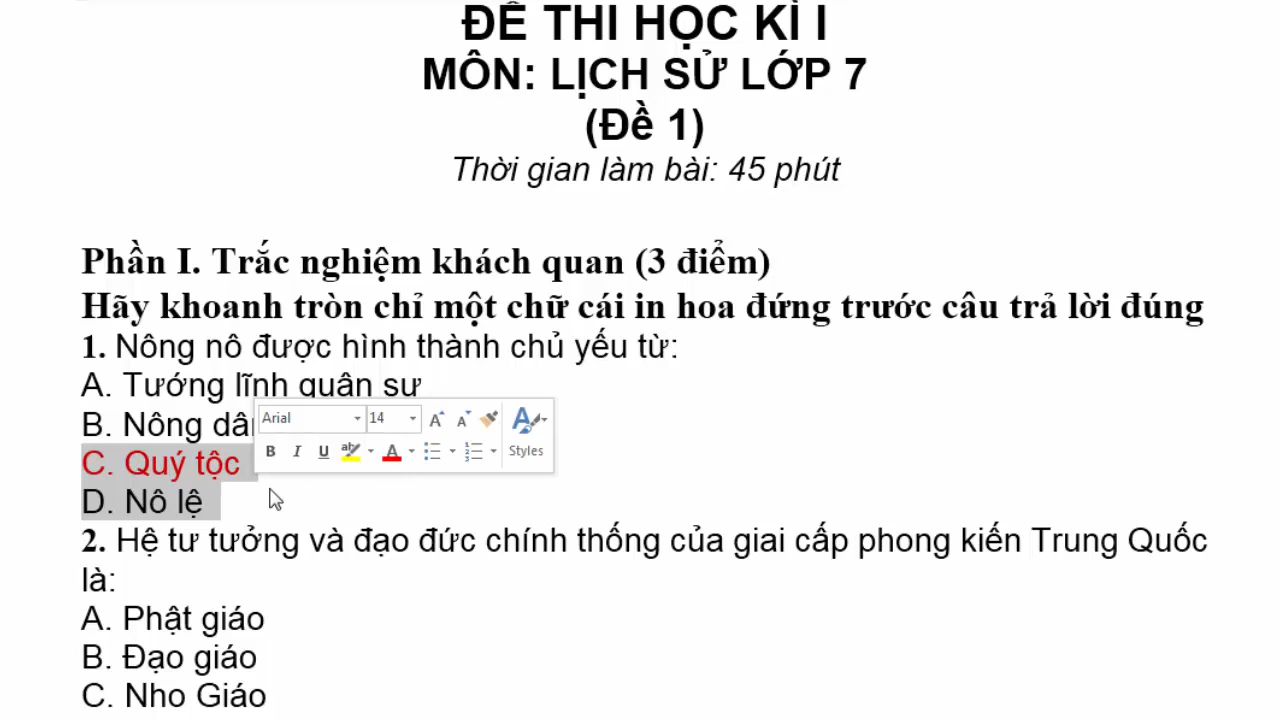 ĐỀ THI HỌC KÌ I
MÔN: LỊCH SỬ LỚP 7
(Đề 1)
Thời gian làm bài: 45 phút
Phần I. Trắc nghiệm khách quan (3 điểm)
Hãy khoanh tròn chỉ một chữ cái in hoa đứng trước câu trả lời đúng
1. Nông nô được hình thành chủ yếu từ:
A. Tướng lĩnh quân sự
B. Nông dân
Arial 14
B I U Styles
C. Quý tộc
D. Nô lệ
2. Hệ tư tưởng và đạo đức chính thống của giai cấp phong kiến Trung Quốc
là:
A. Phật giáo
B. Đạo giáo
C. Nho Giáo